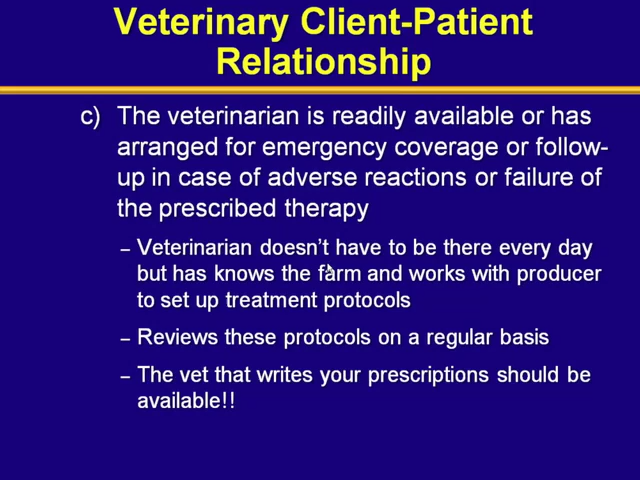 Veterinary Client-Patient
Relationship
c) The veterinarian is readily available or has
arranged for emergency coverage or follow-
up in case of adverse reactions or failure of
the prescribed therapy
– Veterinarian doesn't have to be there every day
but has knows the farm and works with producer
to set up treatment protocols
– Reviews these protocols on a regular basis
– The vet that writes your prescriptions should be
available!!